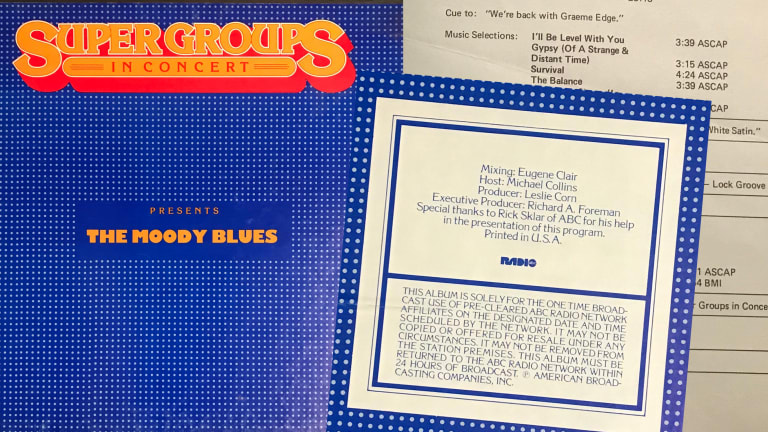 SUPERGROUPS
IN CONCERT
PRESENTS
THE MOODY BLUES
Cue to: "We're back with Graeme Edge."
Music Selections: I'll Be Level With You 3:39 ASCAP
Gypsy (Of A Strange &
Distant Time) 3:15 ASCAP
Survival 4:24 ASCAP
The Balance 3:39 ASCAP
CAP
White Satin."
– Lock Groove
1 ASCAP
4 BMI
Groups in Conce
Mixing: Eugene Clair
Host: Michael Collins
Producer: Leslie Corn
Executive Producer: Richard A. Foreman
Special thanks to Rick Sklar of ABC for his help
in the presentation of this program.
Printed in U.S.A.
RADIO
THIS ALBUM IS SOLELY FOR THE ONE TIME BROAD-
CAST USE OF PRE-CLEARED ABC RADIO NETWORK
AFFILIATES ON THE DESIGNATED DATE AND TIME
SCHEDULED BY THE NETWORK. IT MAY NOT BE
COPIED OR OFFERED FOR RESALE UNDER ANY
CIRCUMSTANCES. IT MAY NOT BE REMOVED FROM
THE STATION PREMISES. THIS ALBUM MUST BE
RETURNED TO THE ABC RADIO NETWORK WITHIN
24 HOURS OF BROADCAST. ℗ AMERICAN BROAD-
CASTING COMPANIES, INC.